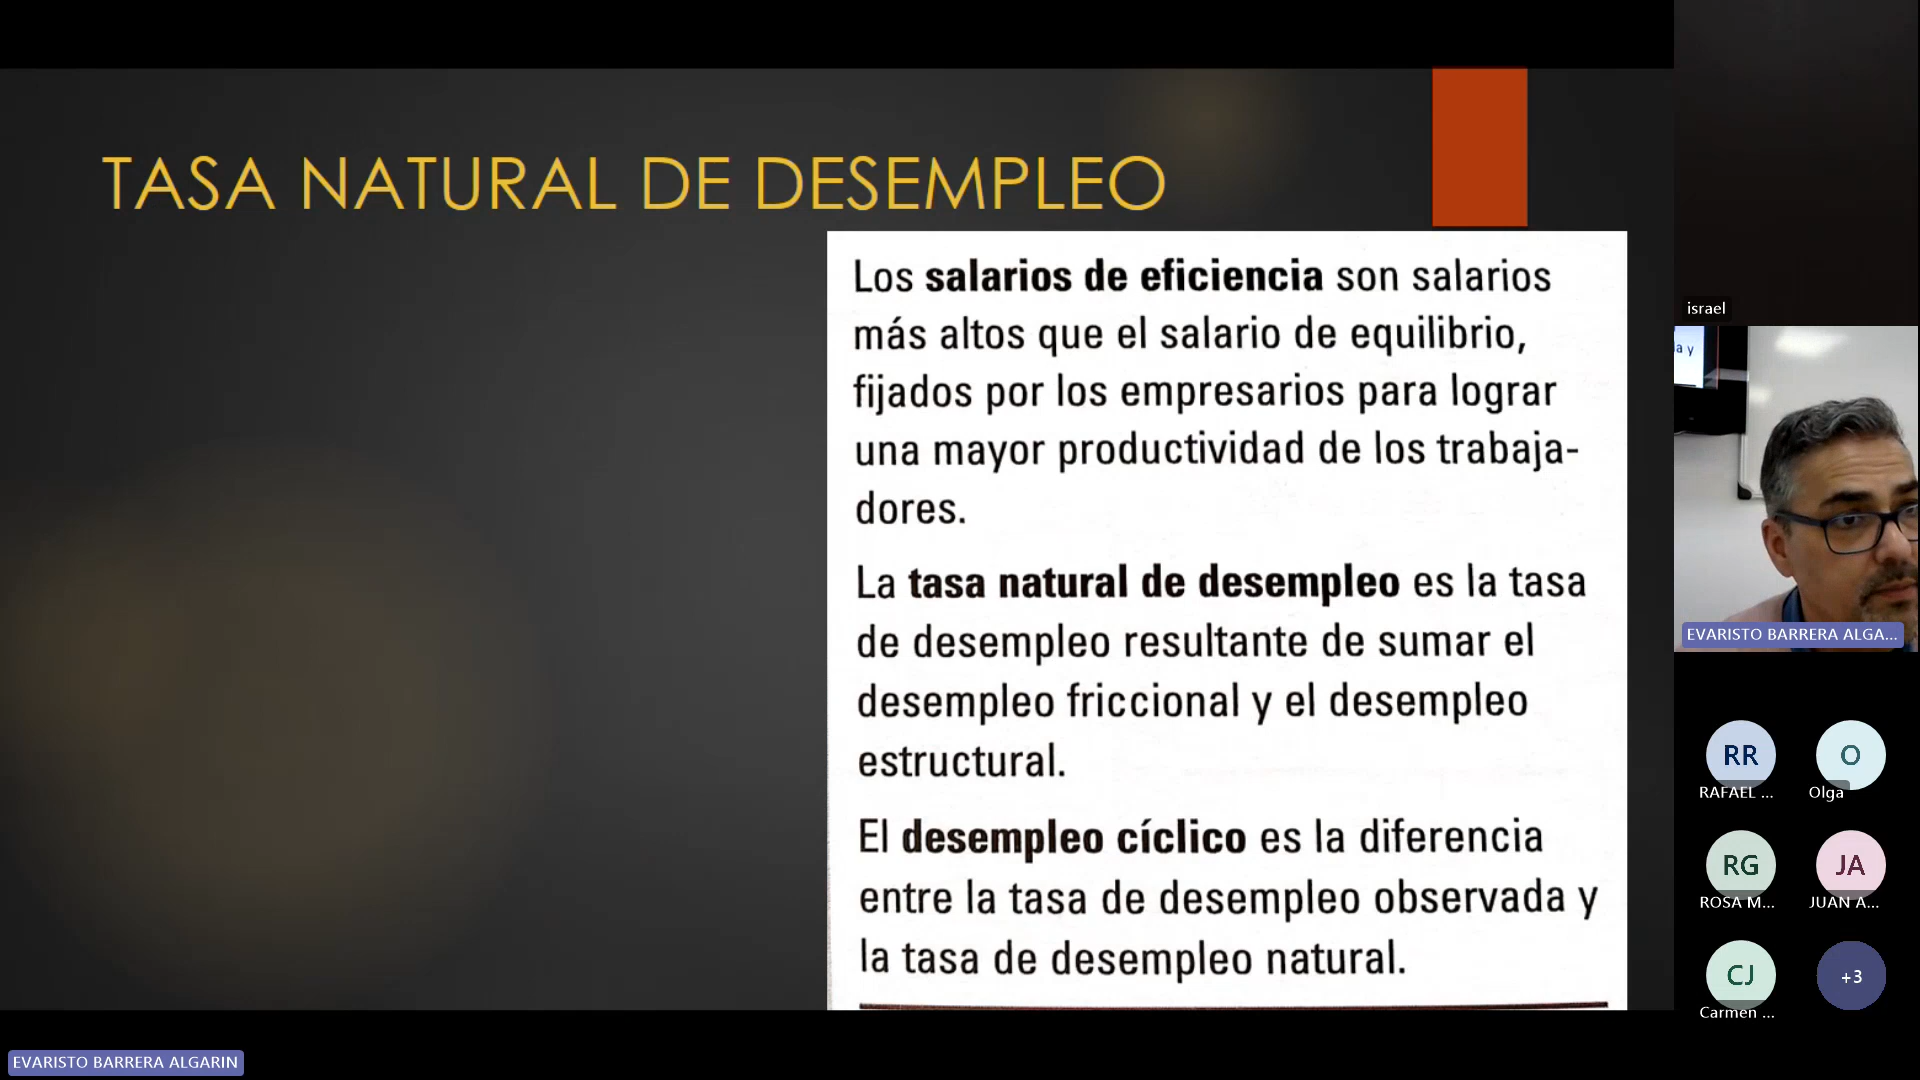 TASA NATURAL DE DESEMPLEO
Los salarios de eficiencia son salarios
más altos que el salario de equilibrio,
fijados por los empresarios para lograr
una mayor productividad de los trabaja-
dores.
La tasa natural de desempleo es la tasa
de desempleo resultante de sumar el
desempleo friccional y el desempleo
estructural.
El desempleo cíclico es la diferencia
entre la tasa de desempleo observada y
la tasa de desempleo natural.
EVARISTO BARRERA ALGARIN
israel
a y
EVARISTO BARRERA ALGA...
RR
RAFAEL ...
O
Olga
RG
ROSA M...
JA
JUAN A...
CJ
Carmen ...
+3